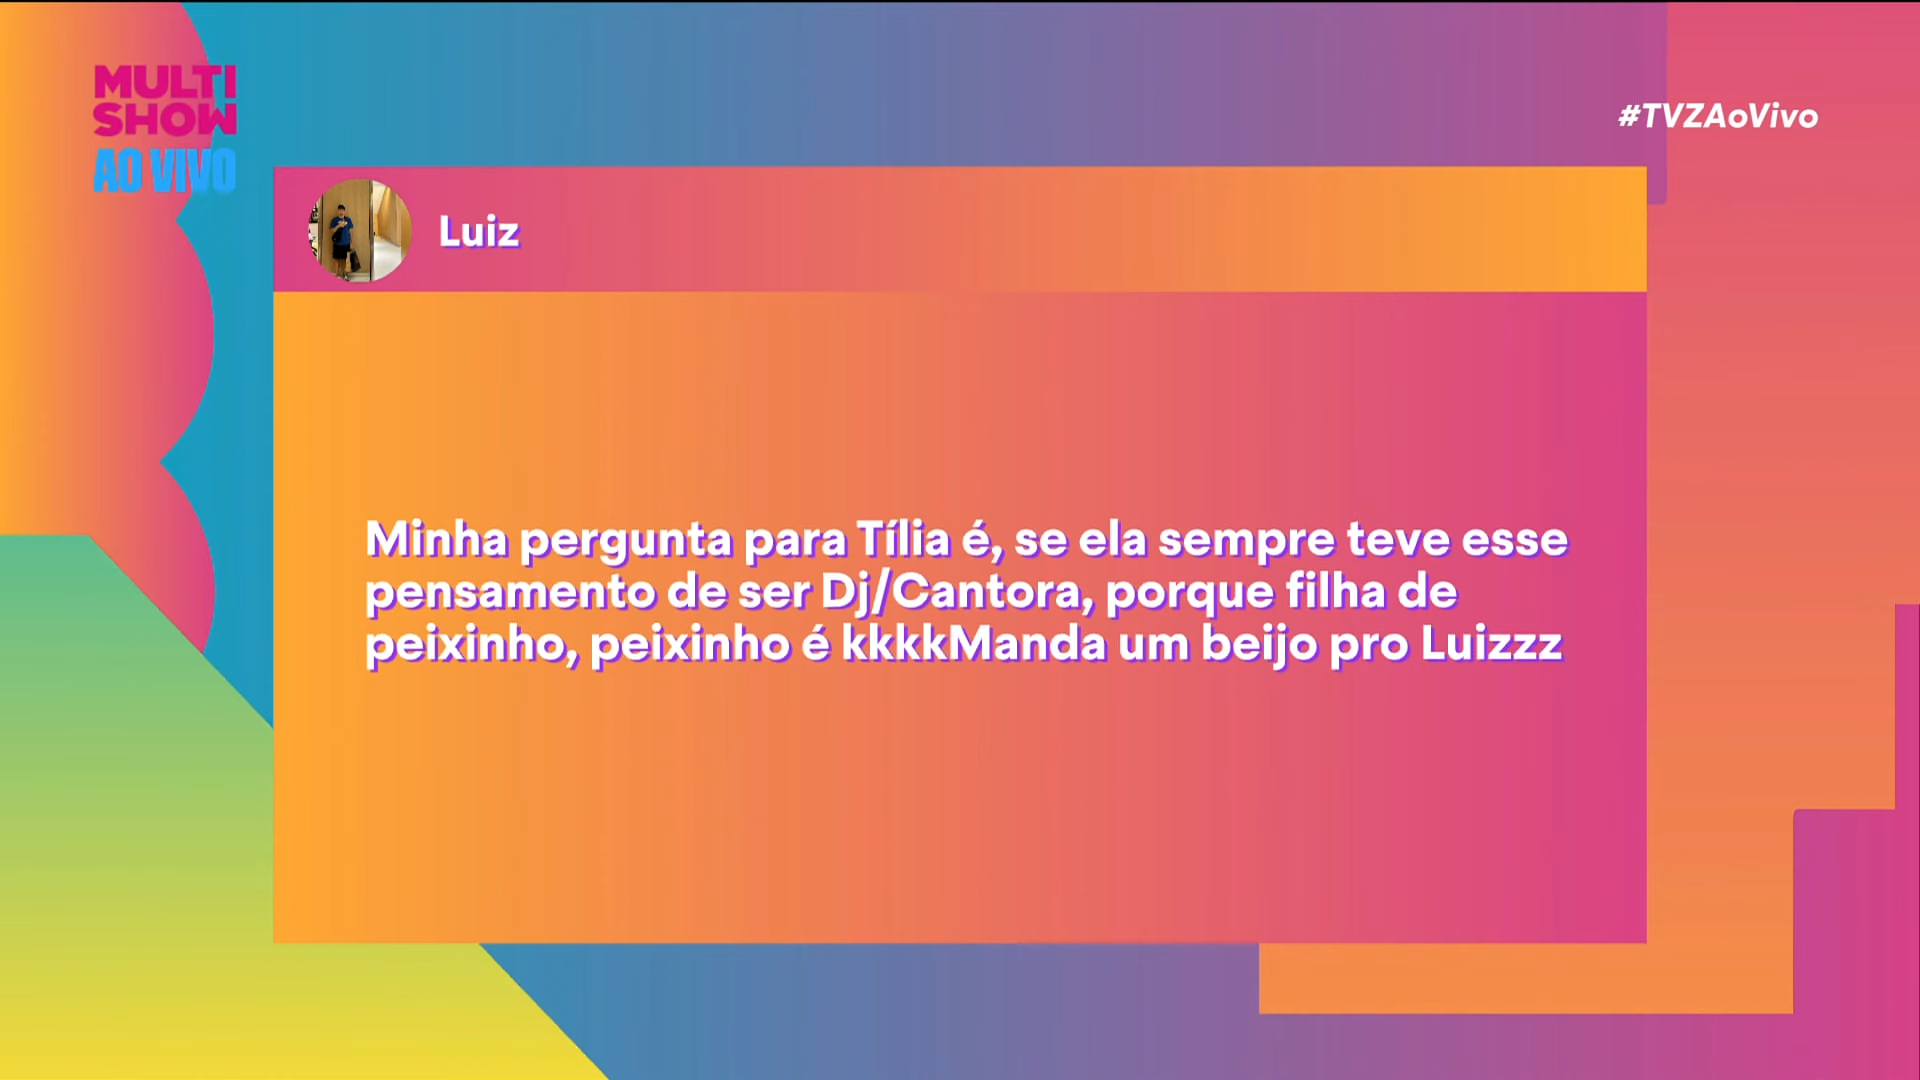 MULTI
SHOW
AO VIVO
#TVZAoVivo
Luiz
Minha pergunta para Tília é, se ela sempre teve esse
pensamento de ser Dj/Cantora, porque filha de
peixinho, peixinho é kkkkManda um beijo pro Luizzz